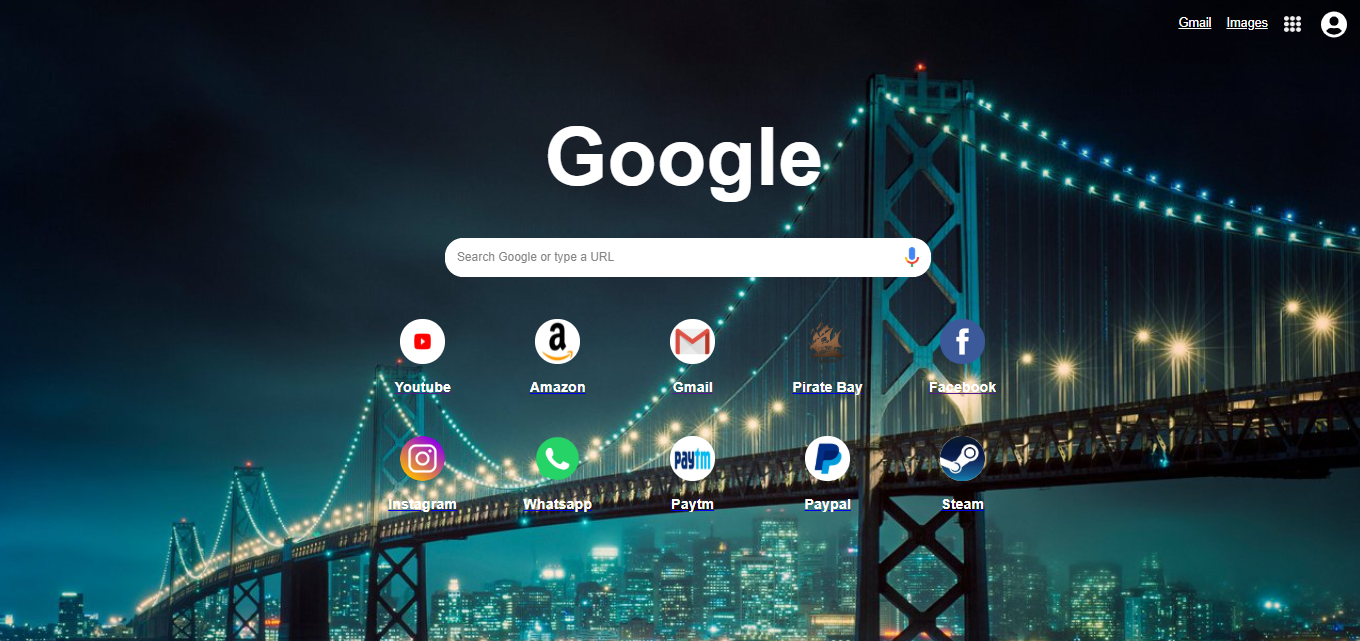 Gmail Images
Google
Search Google or type a URL
a
Youtube Amazon Gmail Pirate Bay Facebook
f
paytm
Instagram Whatsapp Paytm Paypal Steam